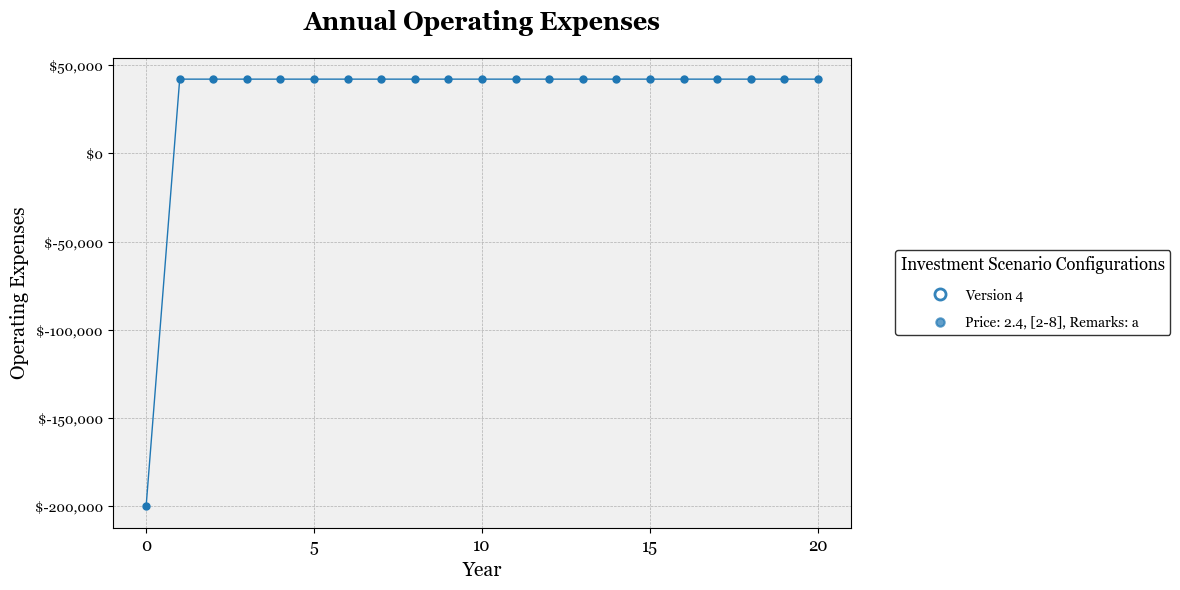 Annual Operating Expenses
$50,000
$0
$-50,000
$-100,000
$-150,000
$-200,000
Operating Expenses
0 5 10 15 20
Year
Investment Scenario Configurations
Version 4
Price: 2.4, [2-8], Remarks: a